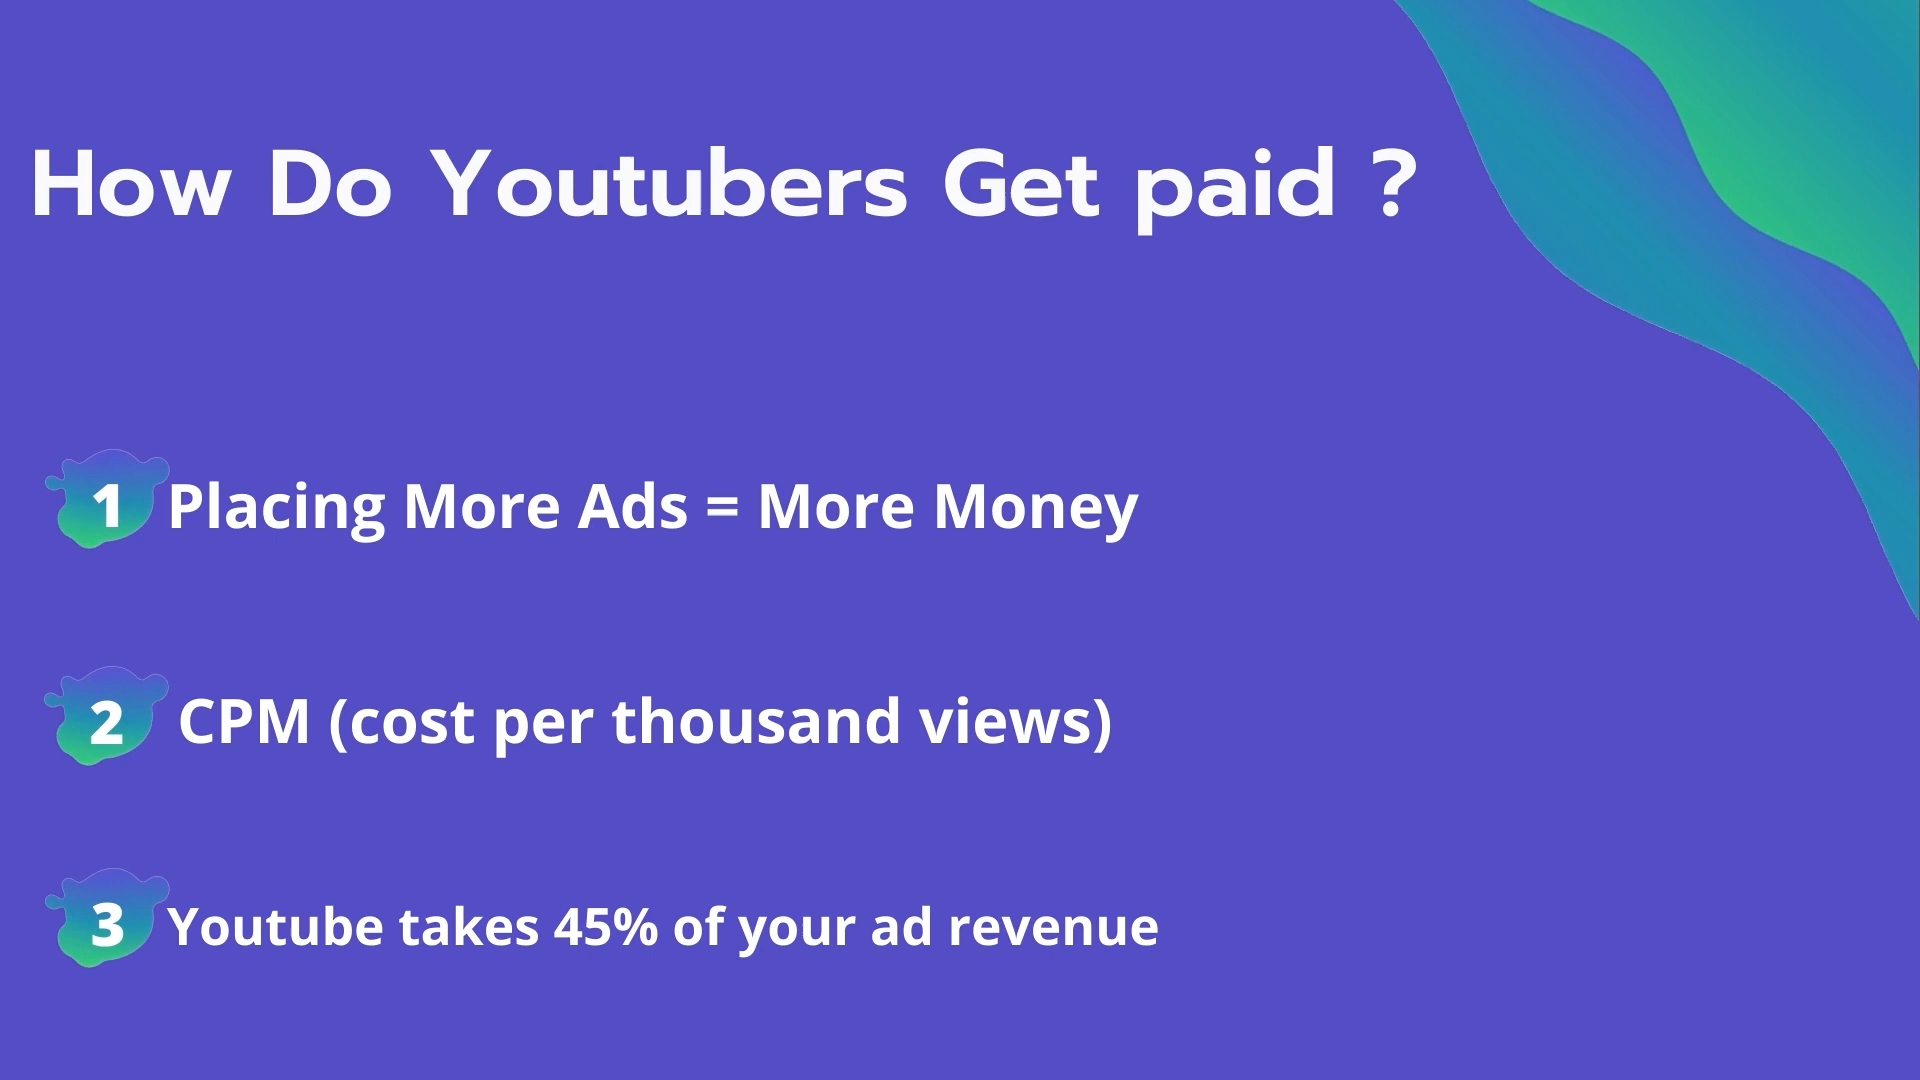 How Do Youtubers Get paid ?
1 Placing More Ads = More Money
2 CPM (cost per thousand views)
3 Youtube takes 45% of your ad revenue